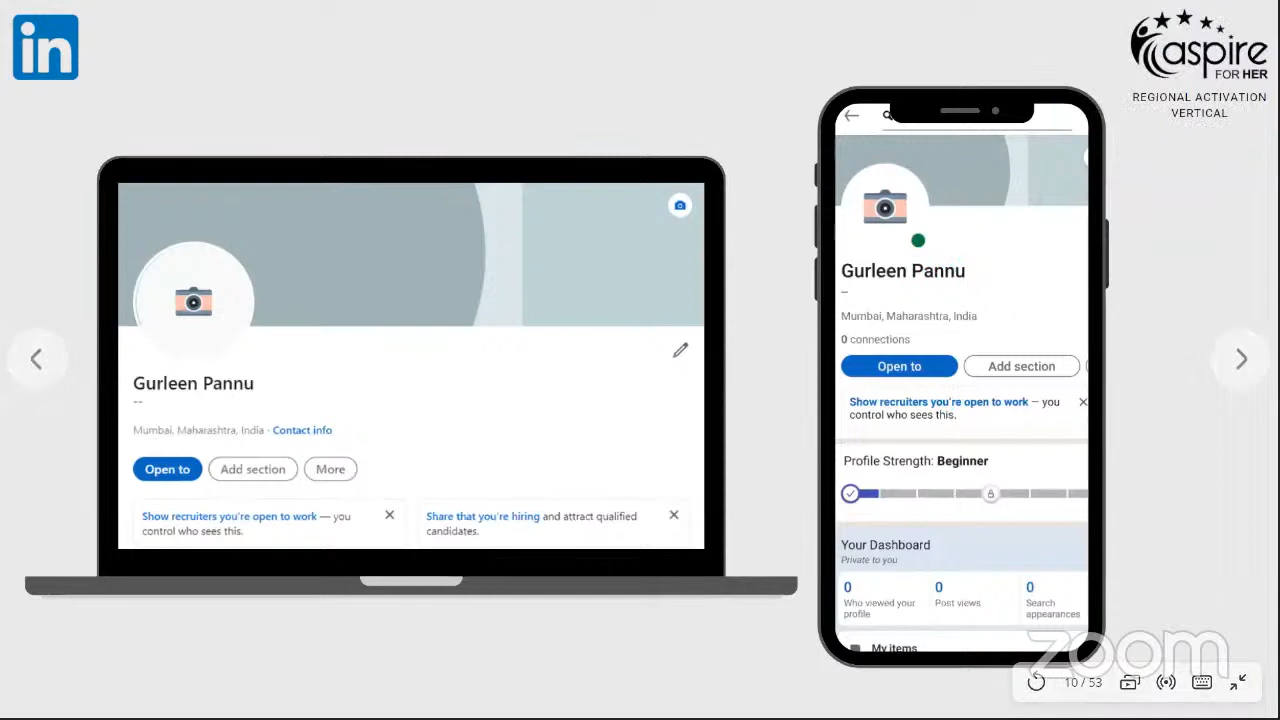 in
aspire
FOR HER
REGIONAL ACTIVATION
VERTICAL
Gurleen Pannu
--
Mumbai, Maharashtra, India · Contact info
Open to
Add section
More
Show recruiters you're open to work — you
control who sees this.
Share that you're hiring and attract qualified
candidates.
Gurleen Pannu
–
Mumbai, Maharashtra, India
0 connections
Open to
Add section
Show recruiters you're open to work – you
control who sees this.
Profile Strength: Beginner
Your Dashboard
Private to you
0
Who viewed your
profile
0
Post views
0
Search
appearances
My items
zoom
10 / 53